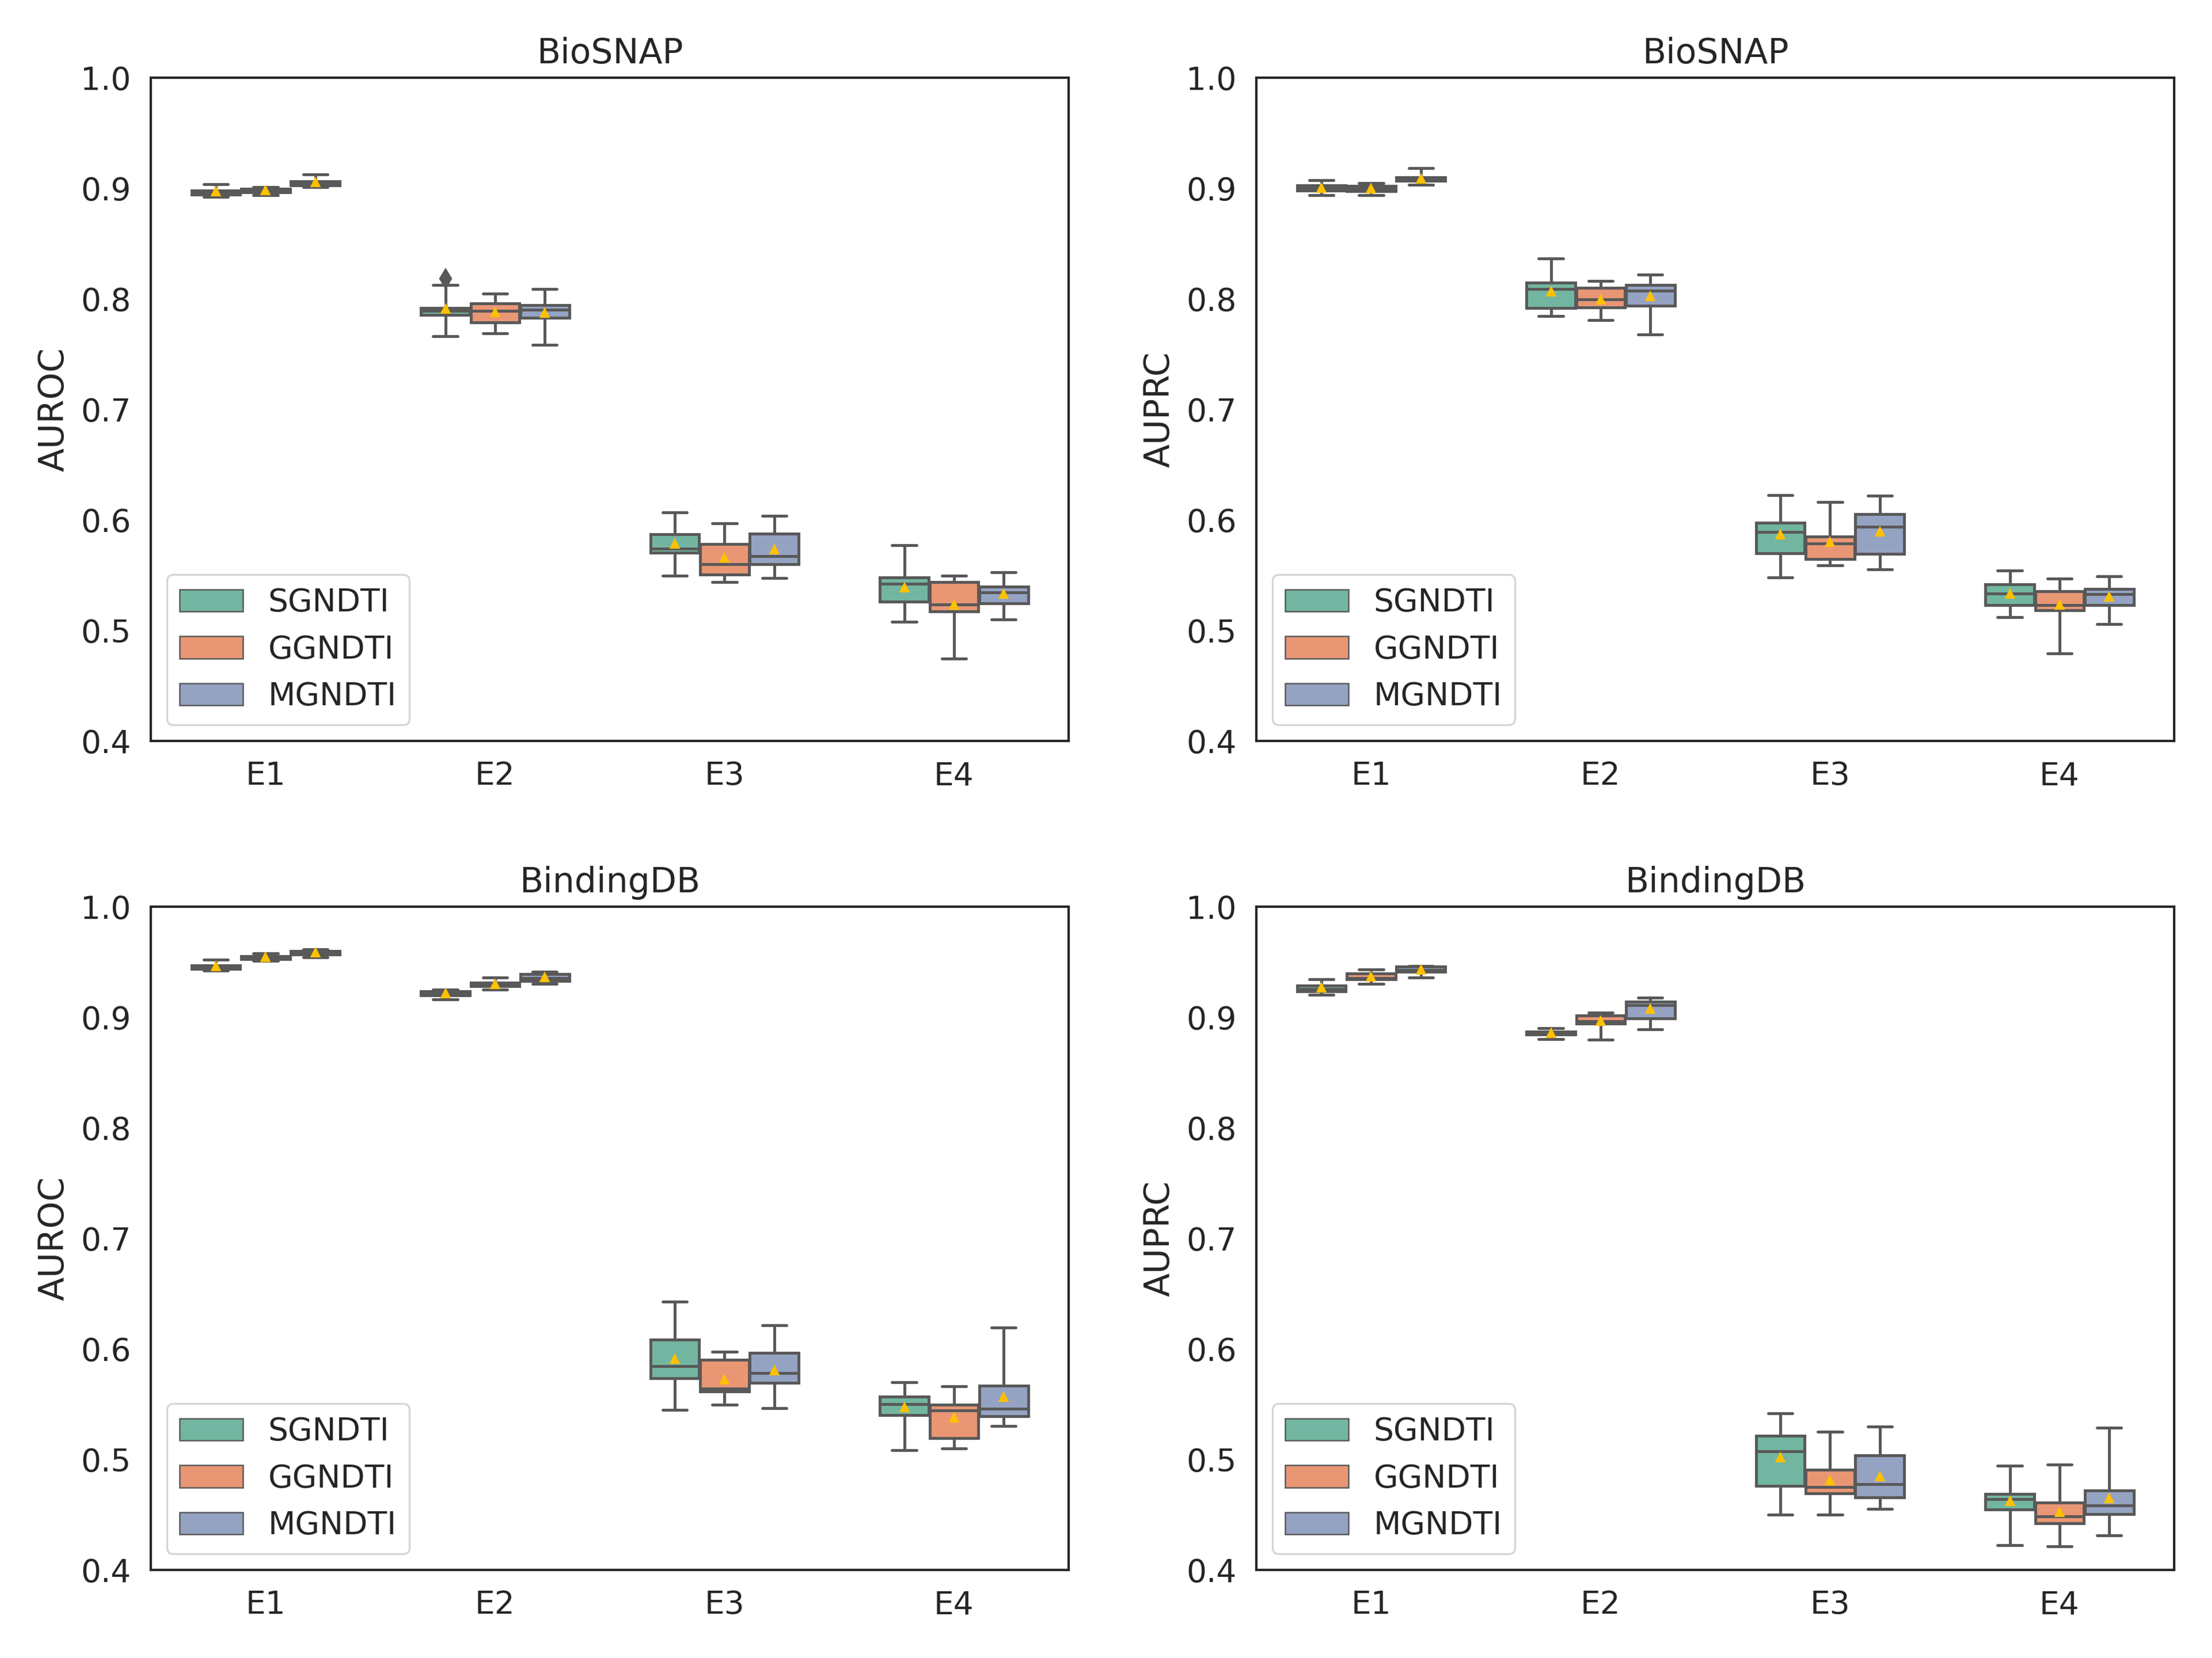 BioSNAP
1.0
0.9
0.8
0.7
0.6
0.5
0.4
AUROC
SGNDTI
GGNDTI
MGNDTI
E1 E2 E3 E4
BioSNAP
1.0
0.9
0.8
0.7
0.6
0.5
0.4
AUPRC
SGNDTI
GGNDTI
MGNDTI
E1 E2 E3 E4
BindingDB
1.0
0.9
0.8
0.7
0.6
0.5
0.4
AUROC
SGNDTI
GGNDTI
MGNDTI
E1 E2 E3 E4
BindingDB
1.0
0.9
0.8
0.7
0.6
0.5
0.4
AUPRC
SGNDTI
GGNDTI
MGNDTI
E1 E2 E3 E4